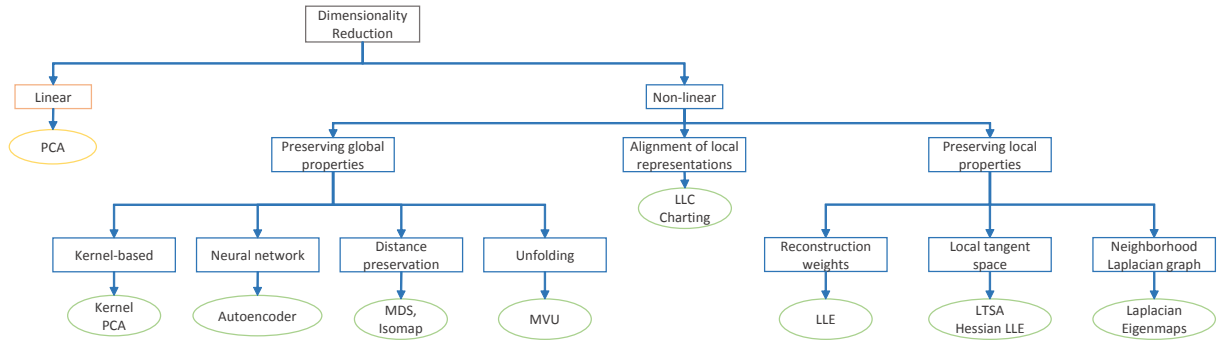 Dimensionality
Reduction
Linear
Non-linear
PCA
Preserving global
properties
Alignment of local
representations
Preserving local
properties
LLC
Charting
Kernel-based
Neural network
Distance
preservation
Unfolding
Reconstruction
weights
Local tangent
space
Neighborhood
Laplacian graph
Kernel
PCA
Autoencoder
MDS,
Isomap
MVU
LLE
LTSA
Hessian LLE
Laplacian
Eigenmaps